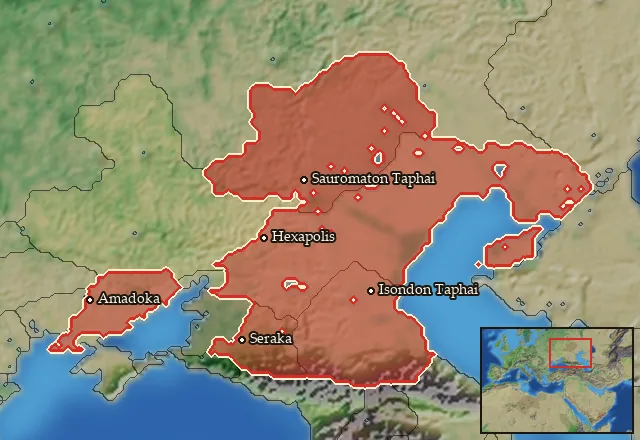 Sauromaton Taphai
Hexapolis
Isondon Taphai
Amadoka
Seraka